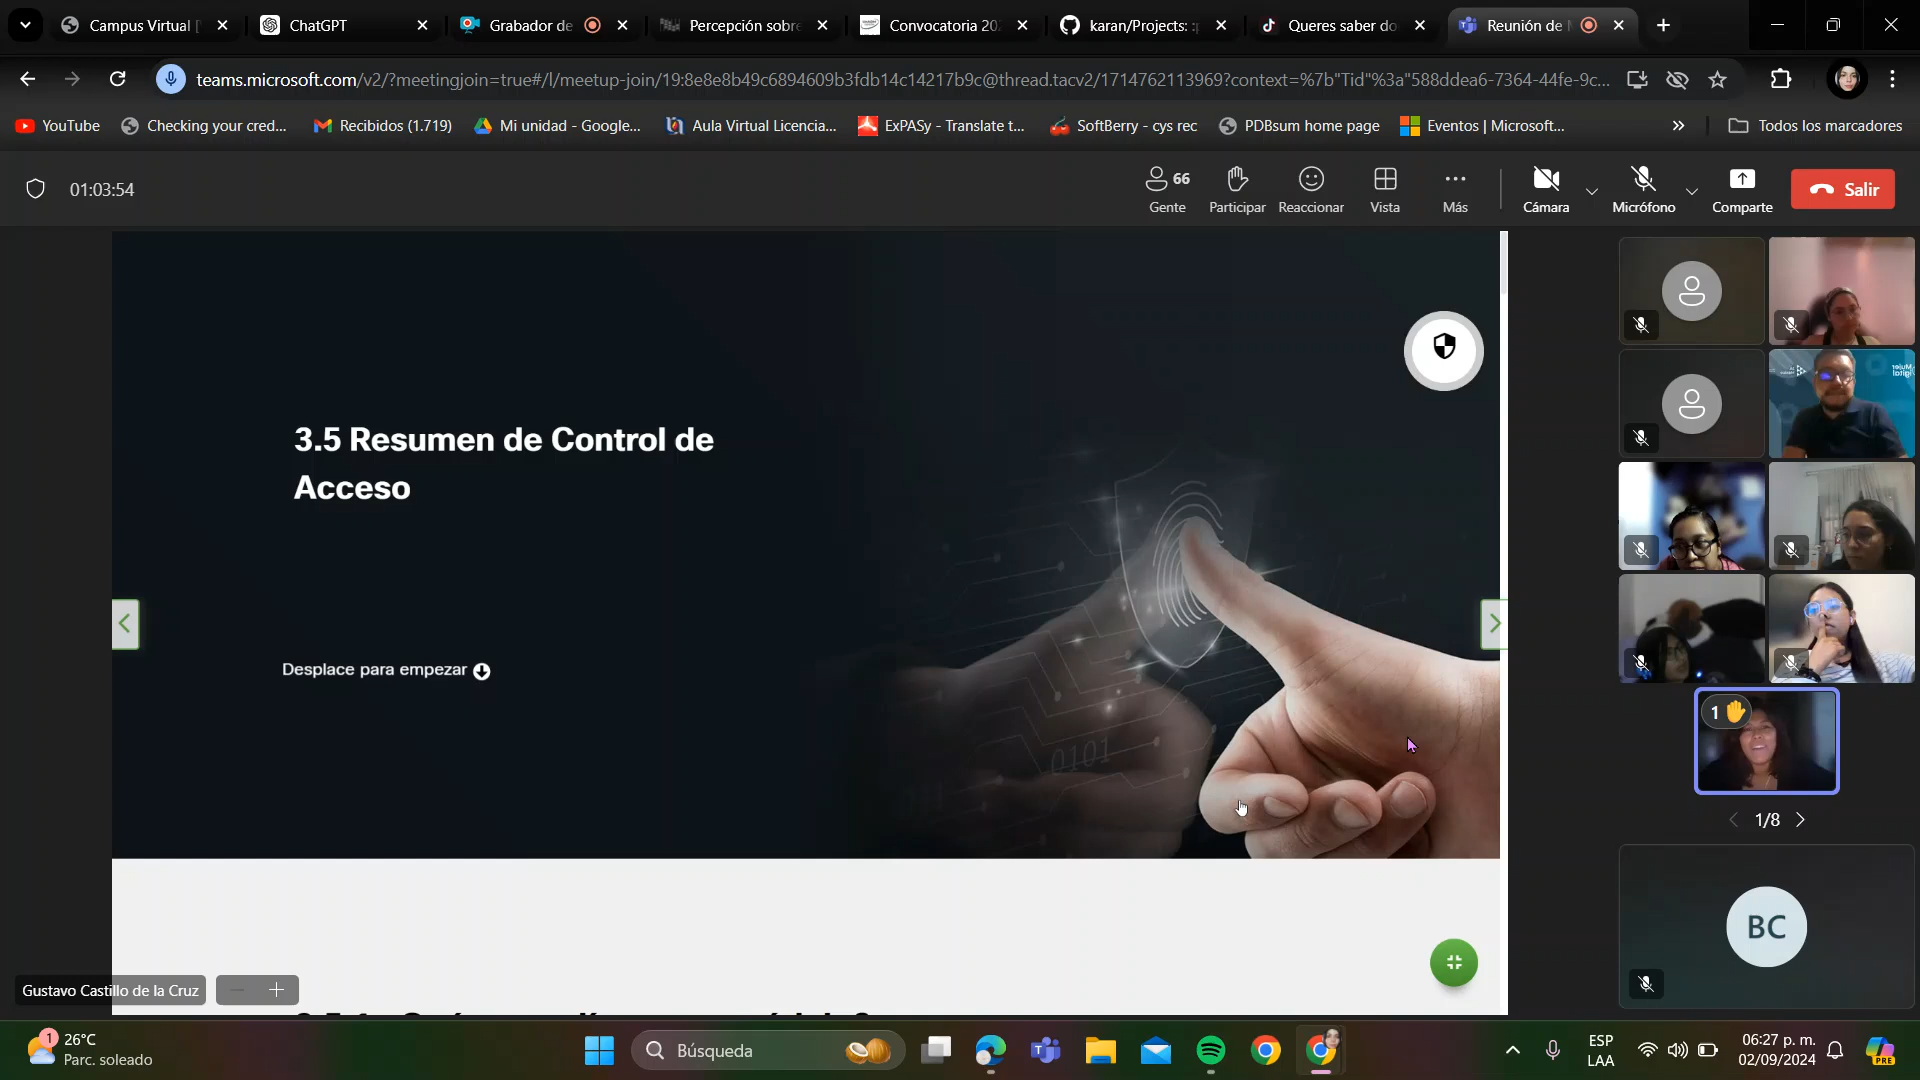 Campus Virtual [
ChatGPT
Grabador de
Percepción sobre
Convocatoria 20
karan/Projects: :p
Queres saber do
Reunión de
teams.microsoft.com/v2/?meetingjoin=true#/l/meetup-join/19:8e8e8b49c6894609b3fdb14c14217b9c@thread.tacv2/1714762113969?context=%7b"Tid"%3a"588ddea6-7364-44fe-9c...
YouTube
Checking your cred...
Recibidos (1.719)
Mi unidad - Google...
Aula Virtual Licencia...
ExPASy - Translate t...
SoftBerry - cys rec
PDBsum home page
Eventos | Microsoft...
»
Todos los marcadores
01:03:54
66
Gente
Participar
Reaccionar
Vista
Más
Cámara
Micrófono
Comparte
Salir
3.5 Resumen de Control de
Acceso
Desplace para empezar
0101
1
1/8
BC
Gustavo Castillo de la Cruz
1
26°C
Parc. soleado
Búsqueda
ESP
LAA
06:27 p. m.
02/09/2024
PRE